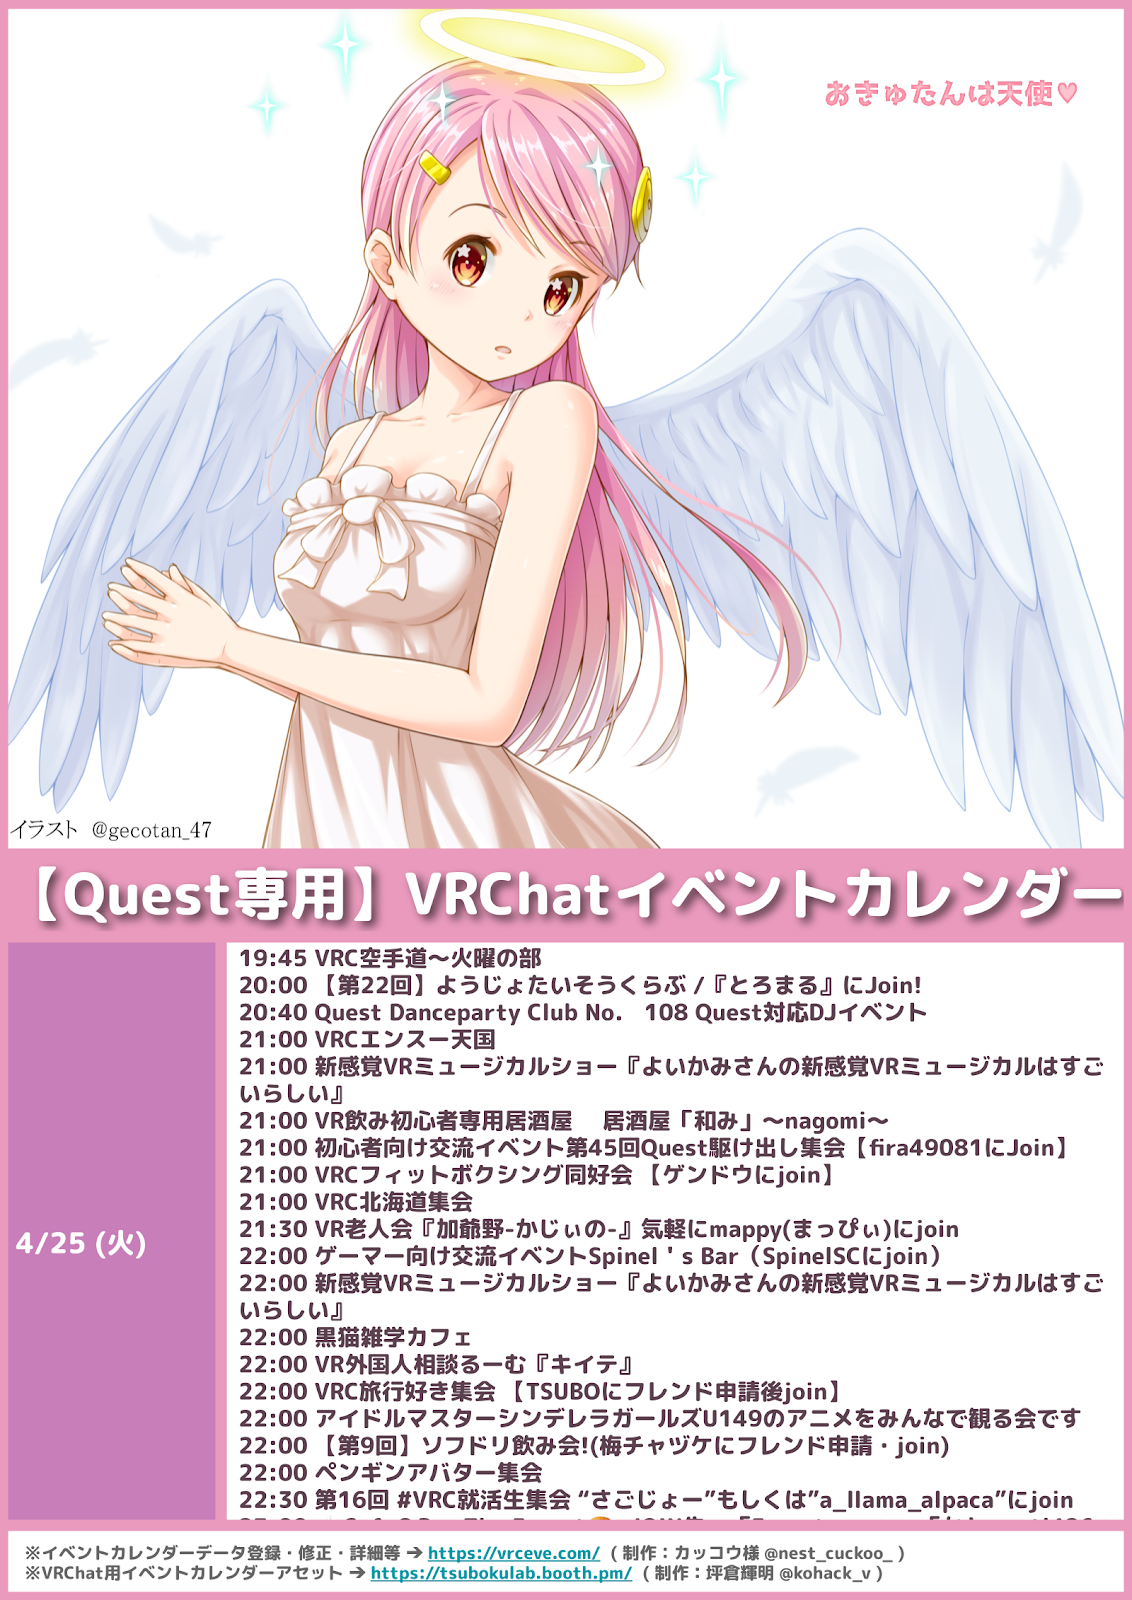 おきゅたんは天使♥
イラスト @gecotan_47
【Quest専用】VRChatイベントカレンダー
4/25 (火)
19:45 VRC空手道～火曜の部
20:00 【第22回】ようじょたいそうくらぶ /『とろまる』にJoin!
20:40 Quest Danceparty Club No. 108 Quest対応DJイベント
21:00 VRCエンスー天国
21:00 新感覚VRミュージカルショー『よいかみさんの新感覚VRミュージカルはすご
いらしい』
21:00 VR飲み初心者専用居酒屋 居酒屋「和み」～nagomi～
21:00 初心者向け交流イベント第45回Quest駆け出し集会【fira49081にJoin】
21:00 VRCフィットボクシング同好会 【ゲンドウにjoin】
21:00 VRC北海道集会
21:30 VR老人会『加爺野-かじぃの-』気軽にmappy(まっぴぃ)にjoin
22:00 ゲーマー向け交流イベントSpinel ' s Bar（SpinelSCにjoin）
22:00 新感覚VRミュージカルショー『よいかみさんの新感覚VRミュージカルはすご
いらしい』
22:00 黒猫雑学カフェ
22:00 VR外国人相談るーむ『キイテ』
22:00 VRC旅行好き集会 【TSUBOにフレンド申請後join】
22:00 アイドルマスターシンデレラガールズU149のアニメをみんなで観る会です
22:00 【第9回】ソフドリ飲み会!(梅チャヅケにフレンド申請・join)
22:00 ペンギンアバター集会
22:30 第16回 #VRC就活生集会 “さごじょー”もしくは”a_llama_alpaca”にjoin
※イベントカレンダーデータ登録・修正・詳細等 ➔ https://vrceve.com/ ( 制作：カッコウ様 @nest_cuckoo_ )
※VRChat用イベントカレンダーアセット ➔ https://tsubokulab.booth.pm/ ( 制作：坪倉輝明 @kohack_v )